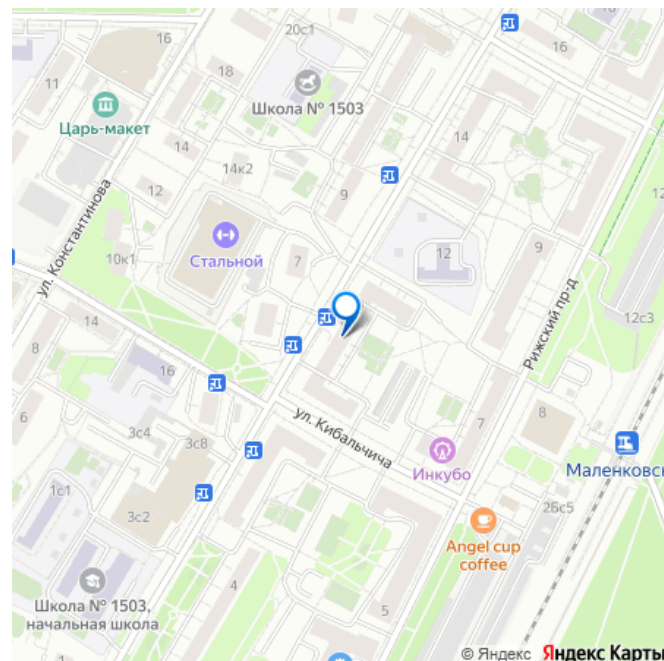 20с1
16
16
11
18
Школа № 1503
Царь-макет
14
14
14к2
12
9
ул. Константинова
12
9
10к1
Стальной
7
12с3
Рижский пр-д
14
8
16
ул. Кибальчича
7
8
6
3с4
3с8
Инкубо
Маленковск
1с1
3с2
26с5
Angel cup
coffee
Школа № 1503,
начальная школа
4
5
© Яндекс Яндекс Карты